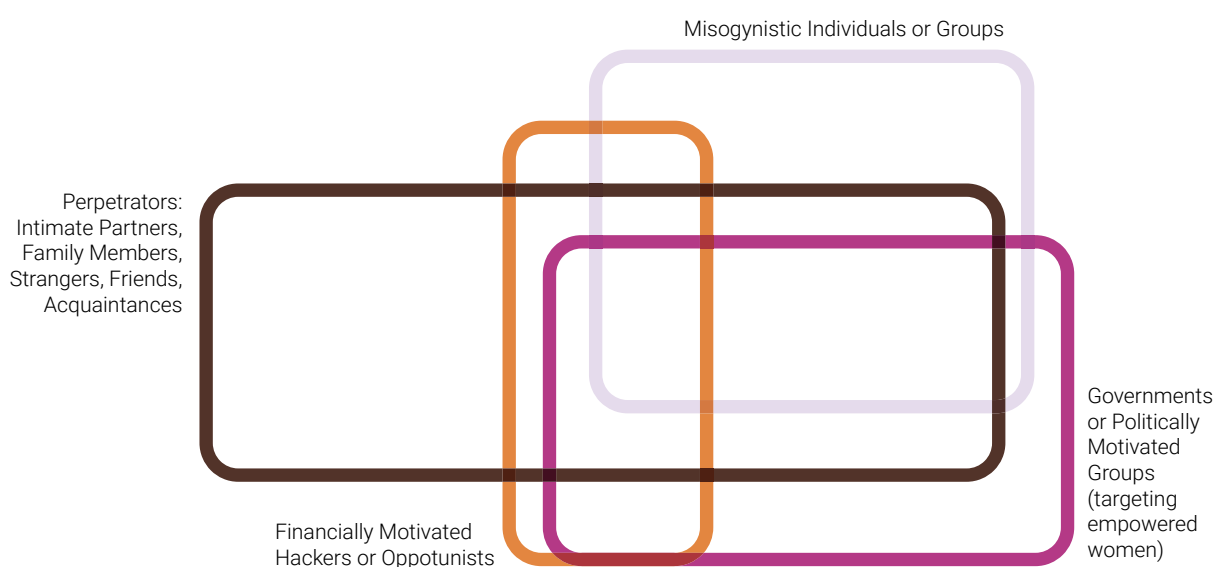 Misogynistic Individuals or Groups
Perpetrators:
Intimate Partners,
Family Members,
Strangers, Friends,
Acquaintances
Governments
or Politically
Motivated
Groups
(targeting
empowered
women)
Financially Motivated
Hackers or Oppotunists